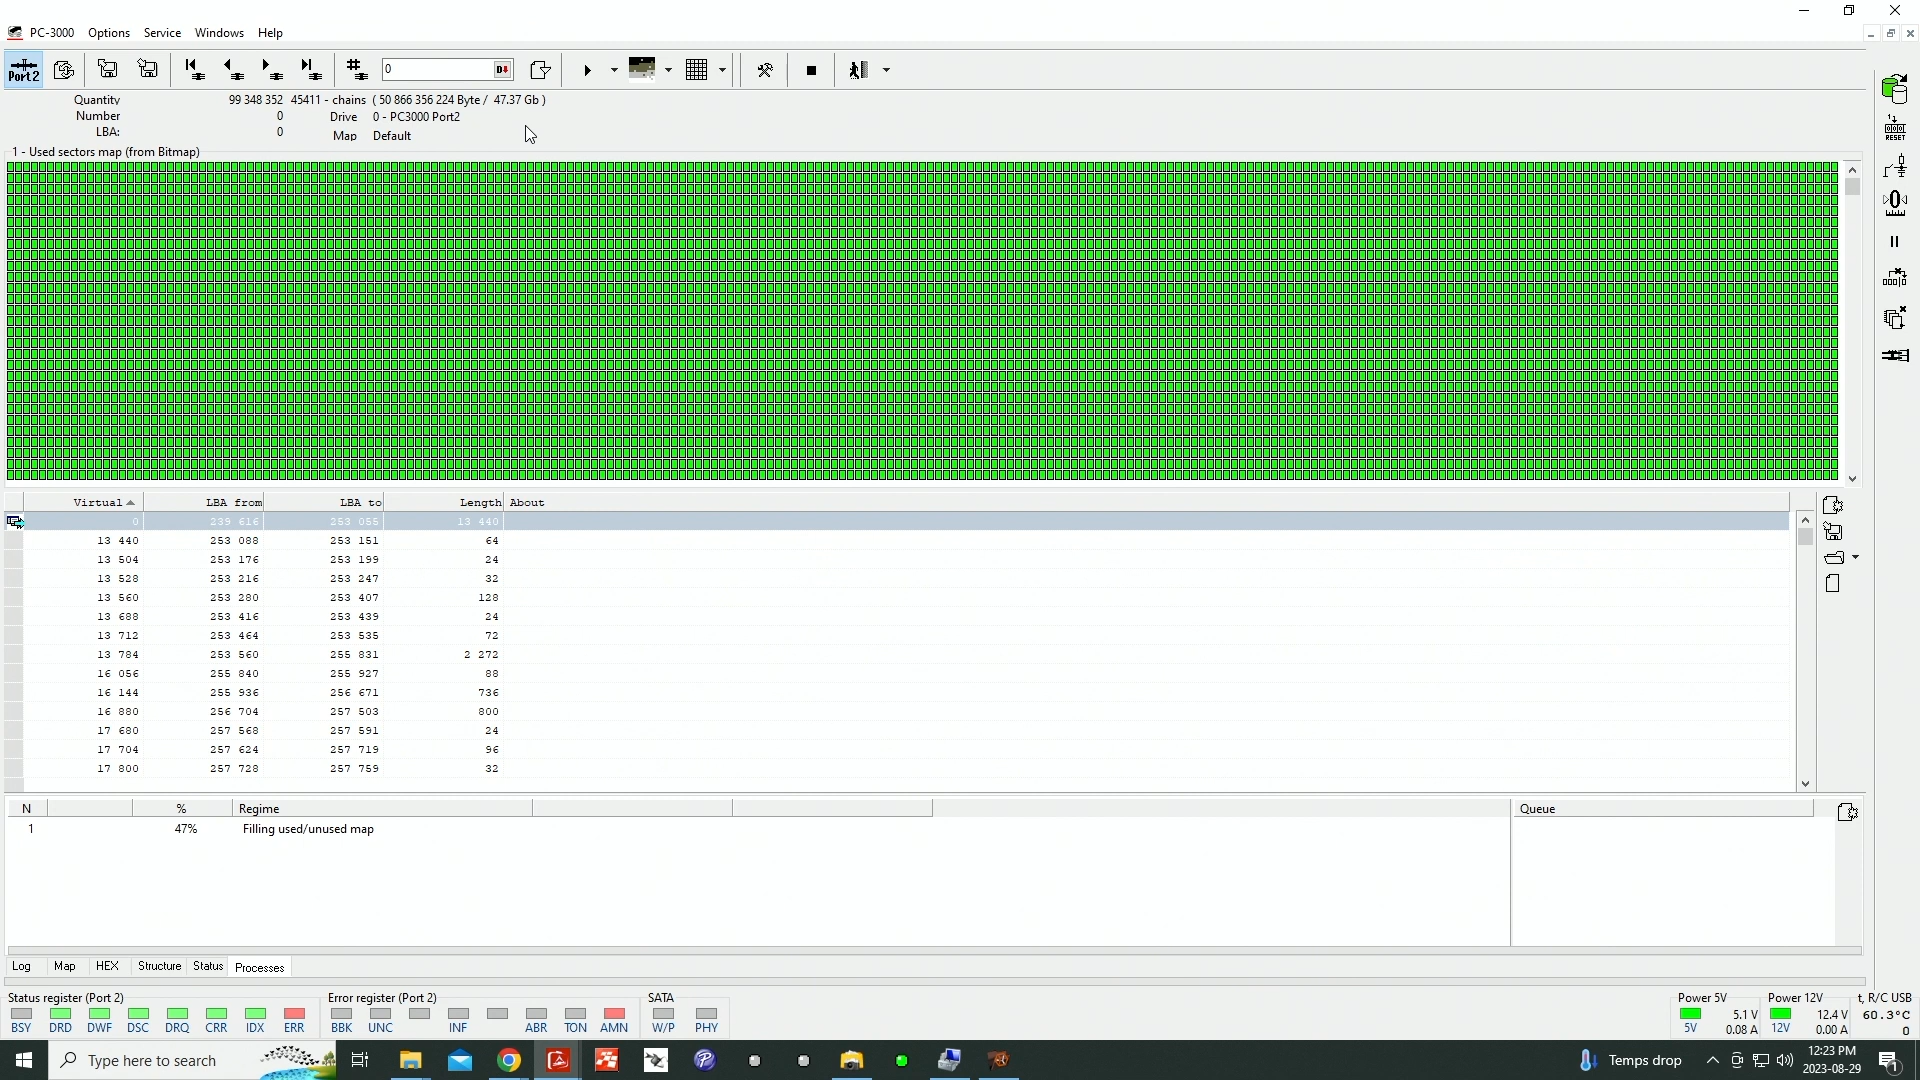 PC-3000 Options Service Windows Help
Port2 0 D
Quantity 99 348 352 45411 - chains ( 50 866 356 224 Byte / 47.37 Gb )
Number 0 Drive 0 - PC3000 Port2
LBA: 0 Map Default
RESET
1 - Used sectors map (from Bitmap)
Virtual LBA from LBA to Length About
0 239 616 253 055 13 440
13 440 253 088 253 151 64
13 504 253 176 253 199 24
13 528 253 216 253 247 32
13 560 253 280 253 407 128
13 688 253 416 253 439 24
13 712 253 464 253 535 72
13 784 253 560 255 831 2 272
16 056 255 840 255 927 88
16 144 255 936 256 671 736
16 880 256 704 257 503 800
17 680 257 568 257 591 24
17 704 257 624 257 719 96
17 800 257 728 257 759 32
N % Regime Queue
1 47% Filling used/unused map
Log Map HEX Structure Status Processes
Status register (Port 2) Error register (Port 2) SATA Power 5V Power 12V t, R/C USB
5.1 V 12.4 V 60.3°C
BSY DRD DWF DSC DRQ CRR IDX ERR BBK UNC INF ABR TON AMN W/P PHY 5V 0.08 A 12V 0.00 A 0
Type here to search Temps drop 12:23 PM
2023-08-29 1